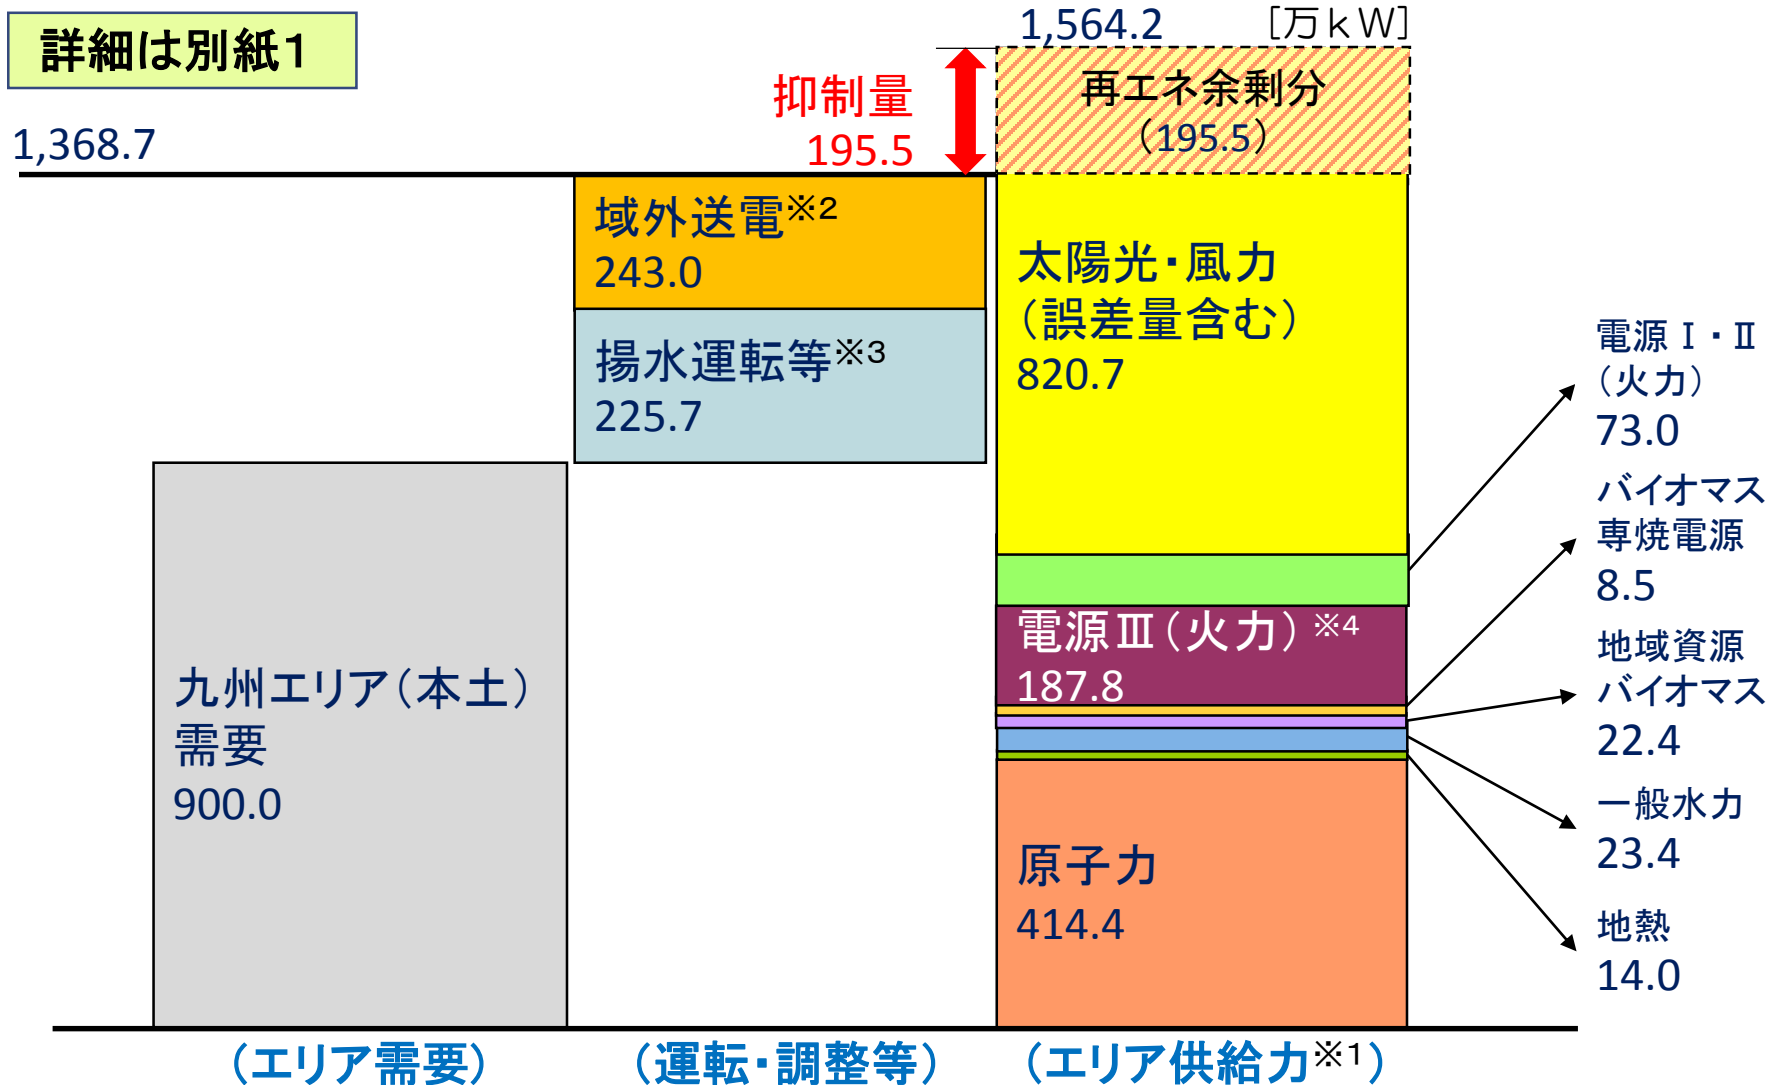 詳細は別紙1
1,564.2
[万kW]
抑制量
195.5
再エネ余剰分
(195.5)
1,368.7
域外送電※2
243.0
揚水運転等※3
225.7
九州エリア(本土)
需要
900.0
太陽光・風力
(誤差量含む)
820.7
電源Ⅲ(火力)※4
187.8
原子力
414.4
電源Ⅰ・Ⅱ
(火力)
73.0
バイオマス
専焼電源
8.5
地域資源
バイオマス
22.4
一般水力
23.4
地熱
14.0
(エリア需要)
(運転・調整等)
(エリア供給力※1)